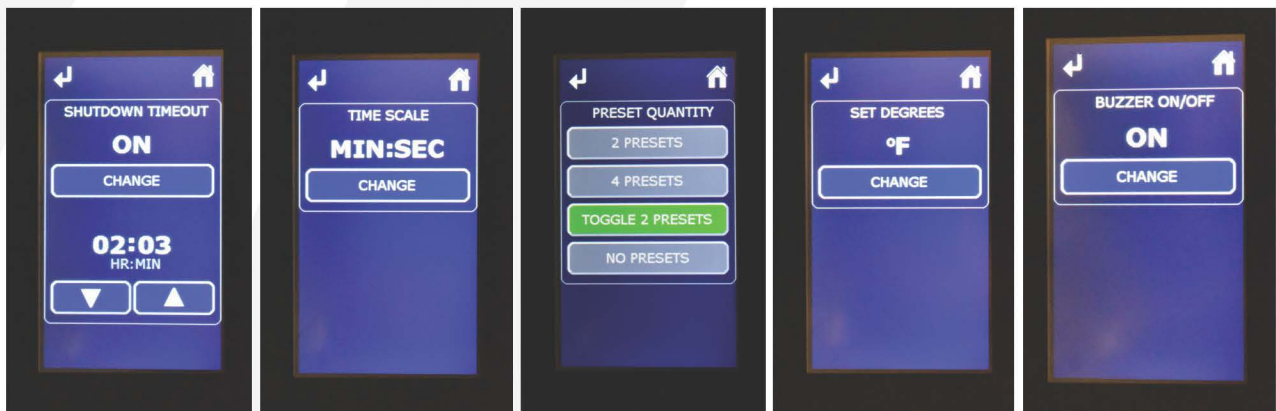 SHUTDOWN TIMEOUT
ON
CHANGE
02:03
HR:MIN
TIME SCALE
MIN:SEC
CHANGE
PRESET QUANTITY
2 PRESETS
4 PRESETS
TOGGLE 2 PRESETS
NO PRESETS
SET DEGREES
°F
CHANGE
BUZZER ON/OFF
ON
CHANGE